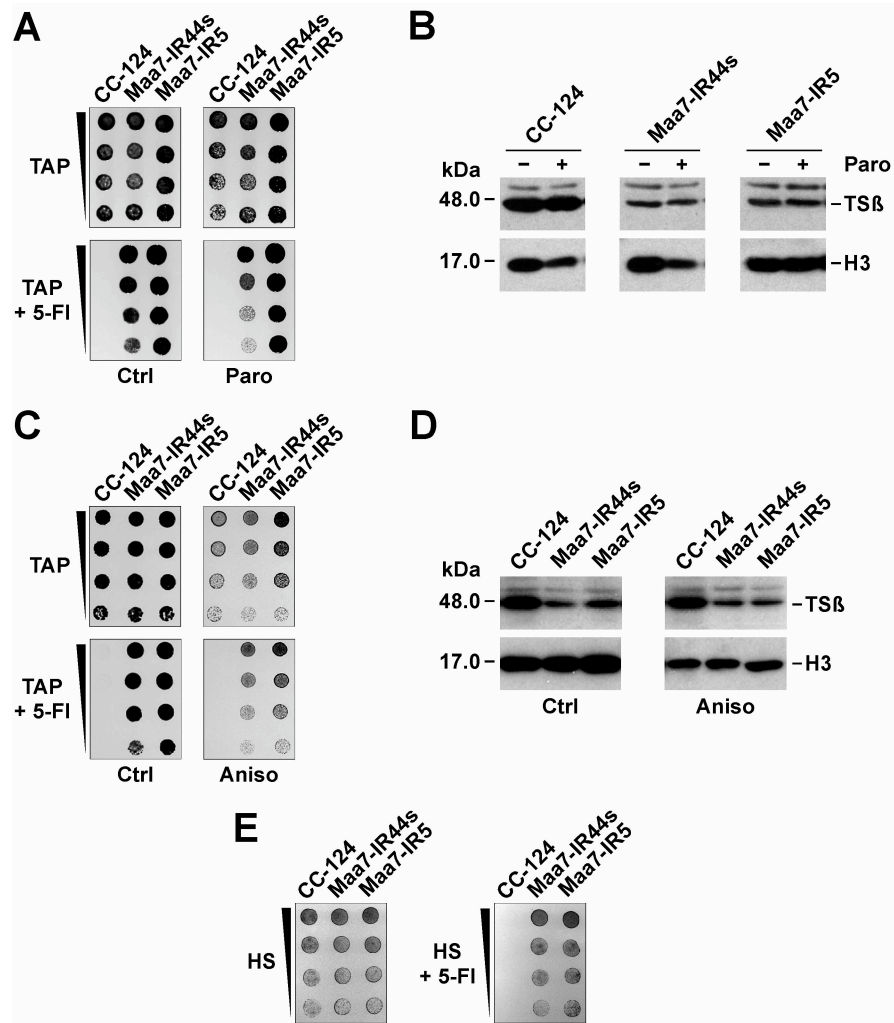 A
CC-124
Maa7-IR44s
Maa7-IR5
CC-124
Maa7-IR44s
Maa7-IR5
TAP
TAP
+ 5-FI
Ctrl
Paro
B
CC-124
Maa7-IR44s
Maa7-IR5
kDa
– + – + – + Paro
48.0 – – TSß
17.0 – – H3
C
CC-124
Maa7-IR44s
Maa7-IR5
CC-124
Maa7-IR44s
Maa7-IR5
TAP
TAP
+ 5-FI
Ctrl
Aniso
D
CC-124
Maa7-IR44s
Maa7-IR5
CC-124
Maa7-IR44s
Maa7-IR5
kDa
48.0 – – TSß
17.0 – – H3
Ctrl
Aniso
E
CC-124
Maa7-IR44s
Maa7-IR5
CC-124
Maa7-IR44s
Maa7-IR5
HS
HS
+ 5-FI